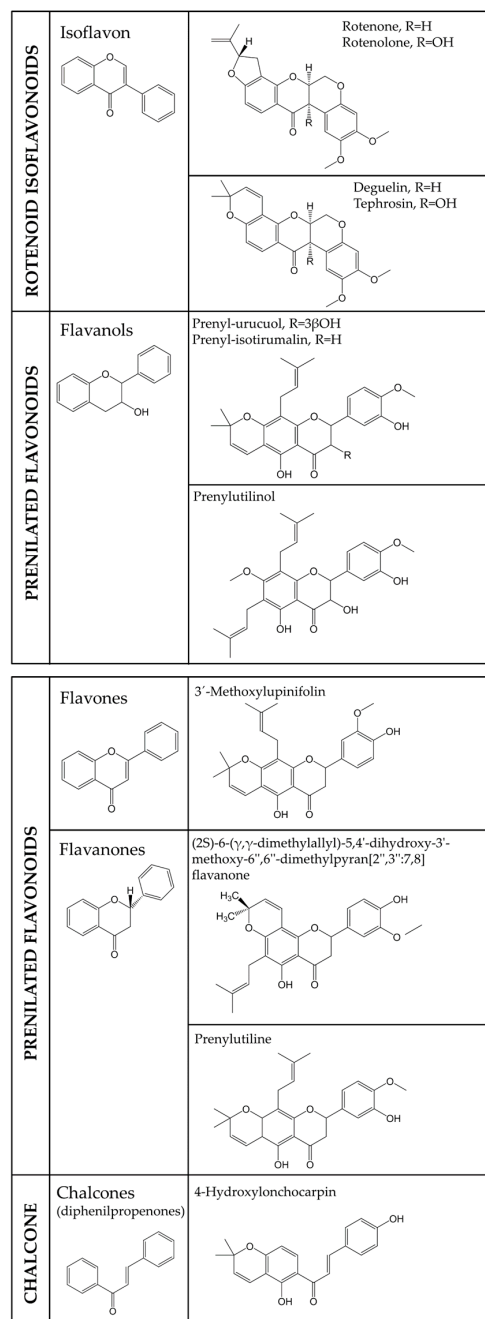 ROTENOID ISOFLAVONOIDS
Isoflavon
O
O
Rotenone, R=H
Rotenolone, R=OH
H
O
O
H
O
O
R
O
O
O
Deguelin, R=H
Tephrosin, R=OH
O
O
H
O
O
R
O
O
PRENILATED FLAVONOIDS
Flavanols
O
OH
Prenyl-urucuol, R=3βOH
Prenyl-isotirumalin, R=H
O
O
O
OH
OH
O
R
Prenylutilinol
O
O
O
OH
OH
O
OH
PRENILATED FLAVONOIDS
Flavones
O
O
3´-Methoxylupinifolin
O
OH
O
O
OH
O
Flavanones
O
H
O
(2S)-6-(γ,γ-dimethylallyl)-5,4'-dihydroxy-3'-
methoxy-6",6"-dimethylpyran[2",3":7,8]
flavanone
H₃C
CH₃
O
O
OH
O
OH
O
Prenylutiline
O
O
O
OH
OH
O
CHALCONE
Chalcones
(diphenilpropenones)
O
4-Hydroxylonchocarpin
OH
O
OH
O